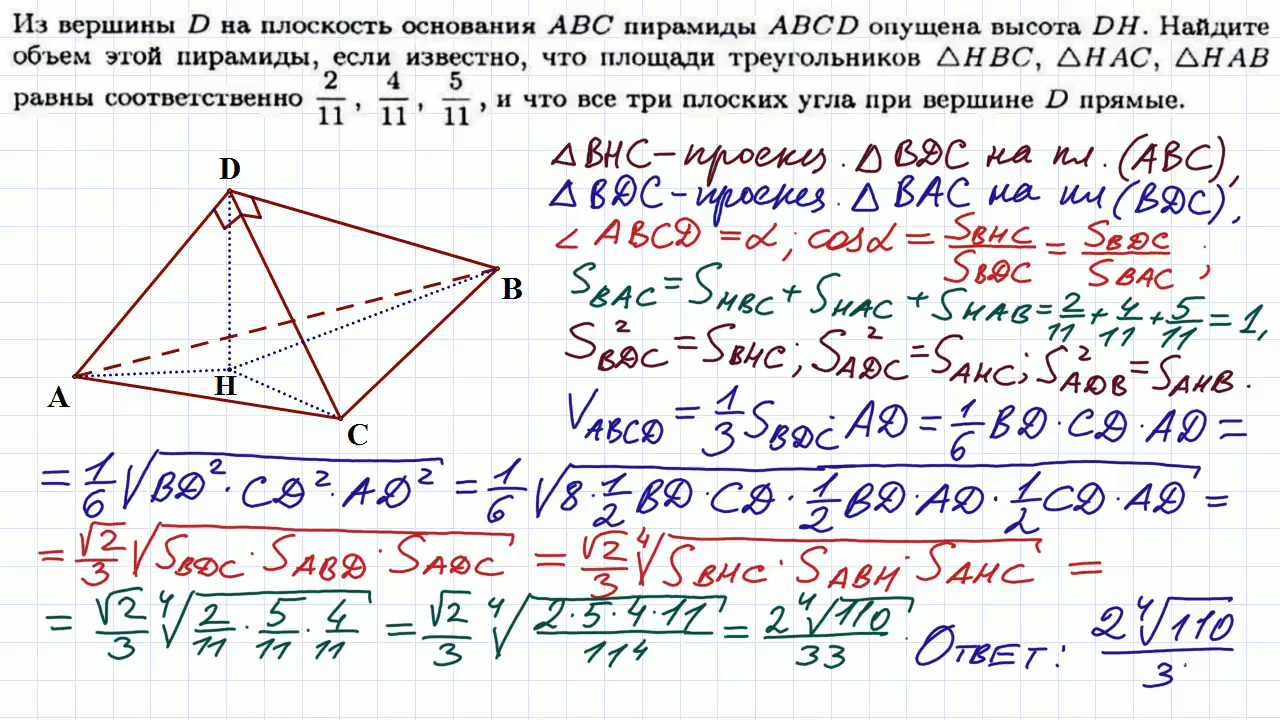 Из вершины D на плоскость основания ABC пирамиды ABCD опущена высота DH. Найдите
объем этой пирамиды, если известно, что площади треугольников △HBC, △HAC, △HAB
равны соответственно 2/11, 4/11, 5/11, и что все три плоских угла при вершине D прямые.
D
B
A
H
C
△BHC – проекц. △BDC на пл. (ABC),
△BDC – проекц. △BAC на пл (BDC),
∠ABCD = α; cosα = S_BHC/S_BDC = S_BDC/S_BAC;
S_BAC = S_HBC + S_HAC + S_HAB = 2/11 + 4/11 + 5/11 = 1,
S²_BDC = S_BHC; S²_ADC = S_AHC; S²_ADB = S_AHB.
V_ABCD = 1/3 S_BDC · AD = 1/6 BD · CD · AD =
= 1/6 √(BD² · CD² · AD²) = 1/6 √(8 · 1/2 BD · CD · 1/2 BD · AD · 1/2 CD · AD) =
= √2/3 √(S_BDC · S_ABD · S_ADC) = √2/3 ∜(S_BHC · S_ABH · S_AHC) =
= √2/3 ∜(2/11 · 5/11 · 4/11) = √2/3 ∜(2·5·4·11/11⁴) = 2∜110/33.
Ответ: 2∜110/3